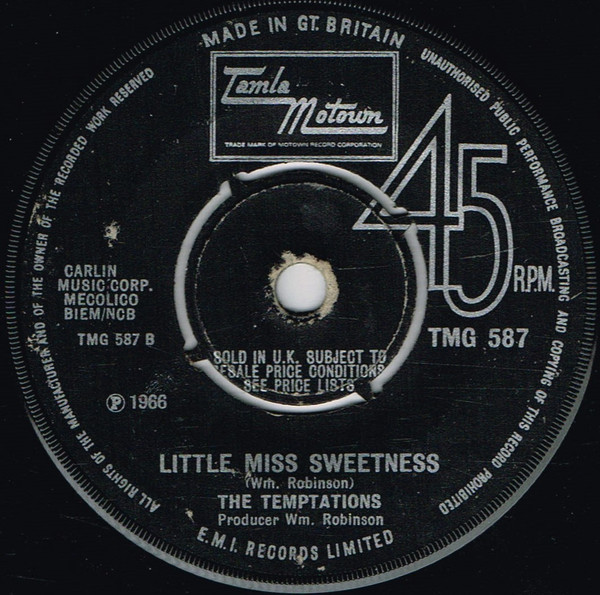 MADE IN GT. BRITAIN
Tamla
Motown
TRADE MARK OF MOTOWN RECORD CORPORATION
UNAUTHORISED PUBLIC PERFORMANCE BROADCASTING AND COPYING OF THIS RECORD PROHIBITED
ALL RIGHTS OF THE MANUFACTURER AND OF THE OWNER OF THE RECORDED WORK RESERVED
45
R.P.M.
CARLIN
MUSIC CORP.
MECOLICO
BIEM/NCB
TMG 587 B
TMG 587
SOLD IN U.K. SUBJECT TO
RESALE PRICE CONDITIONS
SEE PRICE LISTS
Ⓟ 1966
LITTLE MISS SWEETNESS
(Wm. Robinson)
THE TEMPTATIONS
Producer Wm. Robinson
E.M.I. RECORDS LIMITED